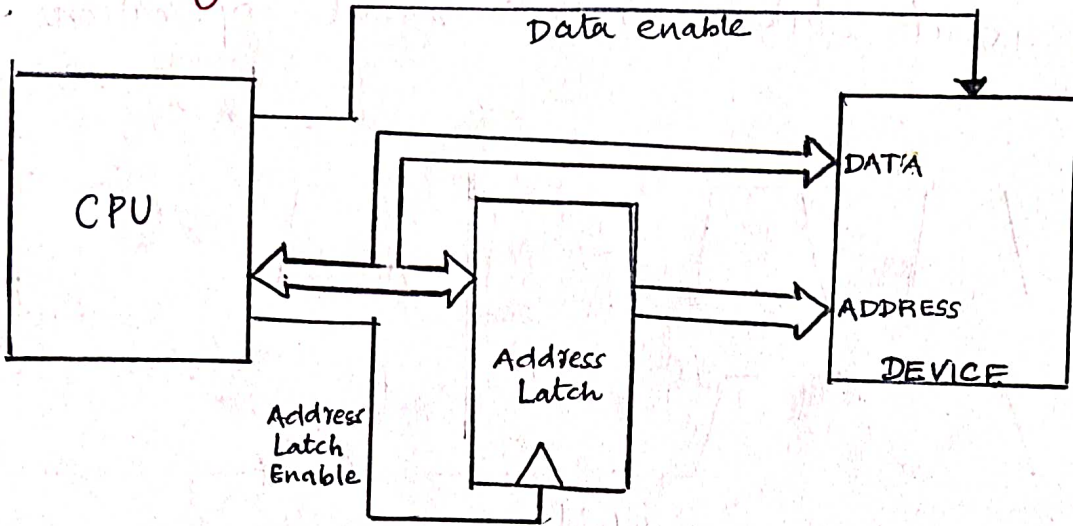 Data enable
CPU
DATA
ADDRESS
Address
Latch
DEVICE
Address
Latch
Enable